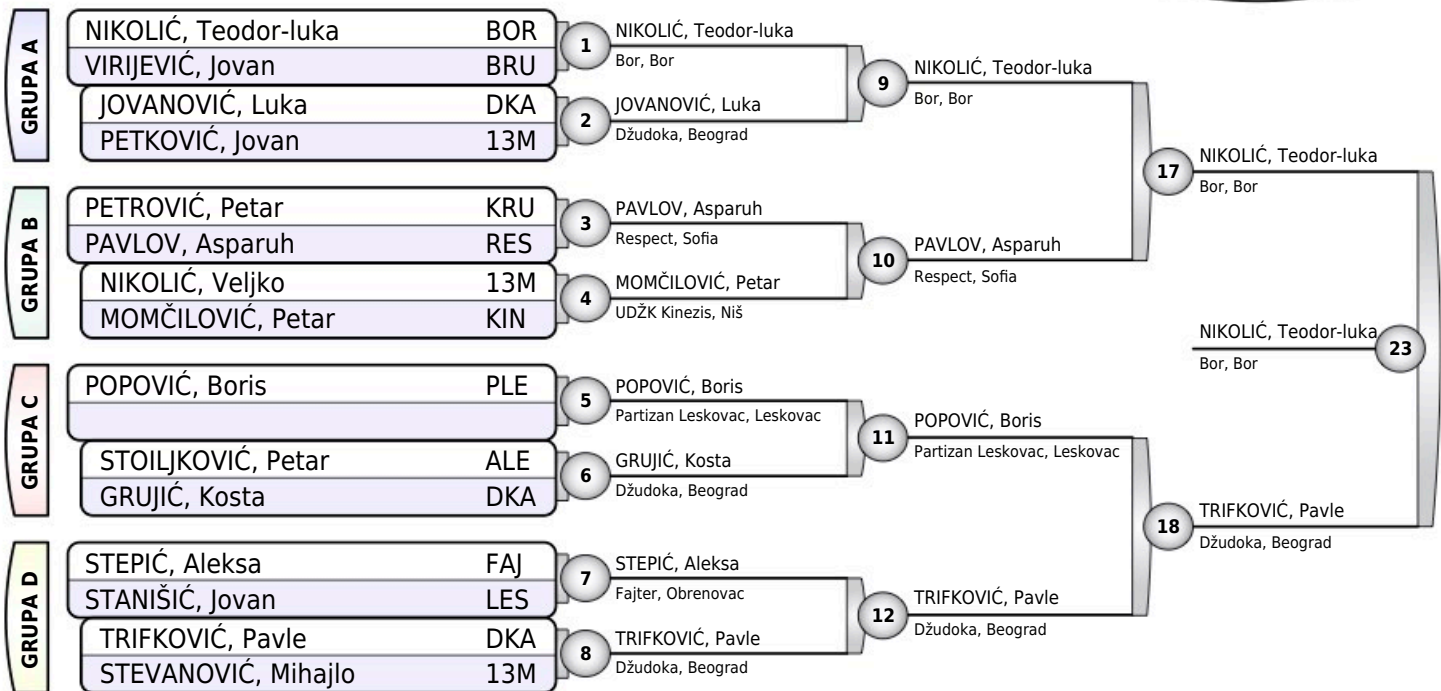 GRUPA A
NIKOLIĆ, Teodor-luka BOR
VIRIJEVIĆ, Jovan BRU
JOVANOVIĆ, Luka DKA
PETKOVIĆ, Jovan 13M
GRUPA B
PETROVIĆ, Petar KRU
PAVLOV, Asparuh RES
NIKOLIĆ, Veljko 13M
MOMČILOVIĆ, Petar KIN
GRUPA C
POPOVIĆ, Boris PLE
STOILJKOVIĆ, Petar ALE
GRUJIĆ, Kosta DKA
GRUPA D
STEPIĆ, Aleksa FAJ
STANIŠIĆ, Jovan LES
TRIFKOVIĆ, Pavle DKA
STEVANOVIĆ, Mihajlo 13M
1
NIKOLIĆ, Teodor-luka
Bor, Bor
2
JOVANOVIĆ, Luka
Džudoka, Beograd
3
PAVLOV, Asparuh
Respect, Sofia
4
MOMČILOVIĆ, Petar
UDŽK Kinezis, Niš
5
POPOVIĆ, Boris
Partizan Leskovac, Leskovac
6
GRUJIĆ, Kosta
Džudoka, Beograd
7
STEPIĆ, Aleksa
Fajter, Obrenovac
8
TRIFKOVIĆ, Pavle
Džudoka, Beograd
9
NIKOLIĆ, Teodor-luka
Bor, Bor
10
PAVLOV, Asparuh
Respect, Sofia
11
POPOVIĆ, Boris
Partizan Leskovac, Leskovac
12
TRIFKOVIĆ, Pavle
Džudoka, Beograd
17
NIKOLIĆ, Teodor-luka
Bor, Bor
18
TRIFKOVIĆ, Pavle
Džudoka, Beograd
NIKOLIĆ, Teodor-luka
Bor, Bor
23